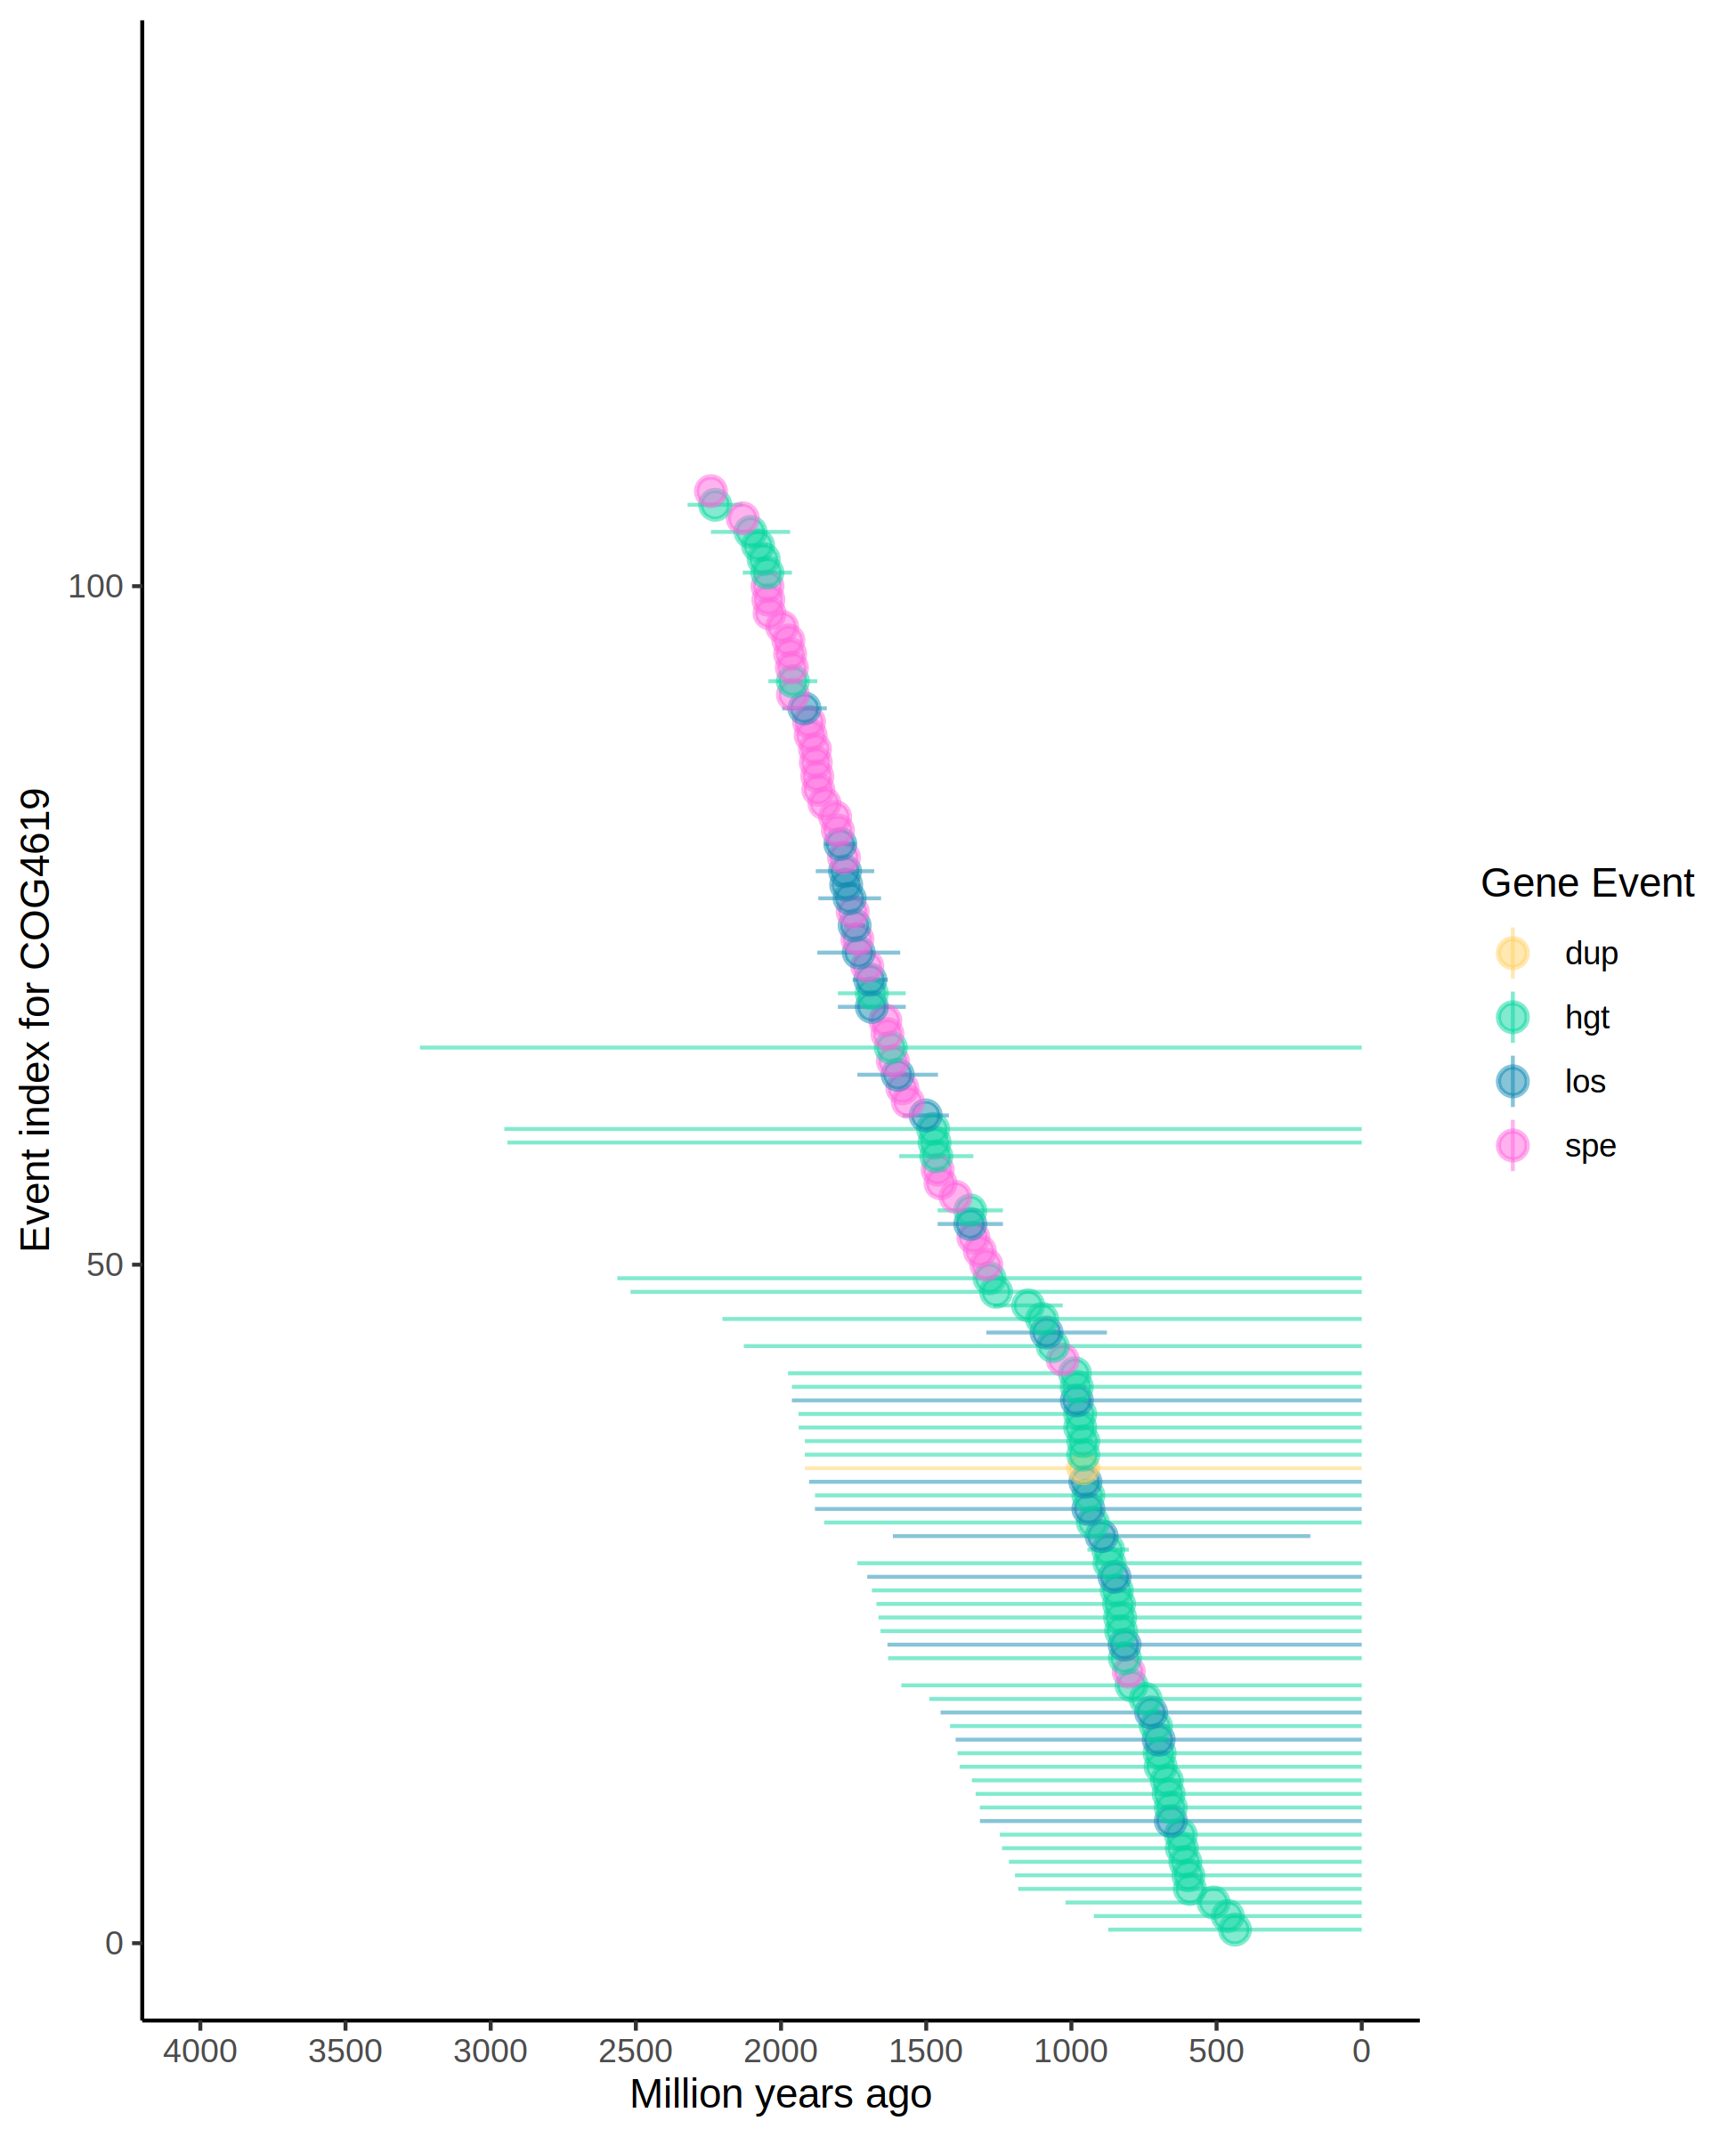 Event index for COG4619
100
50
0
4000 3500 3000 2500 2000 1500 1000 500 0
Million years ago
Gene Event
dup
hgt
los
spe